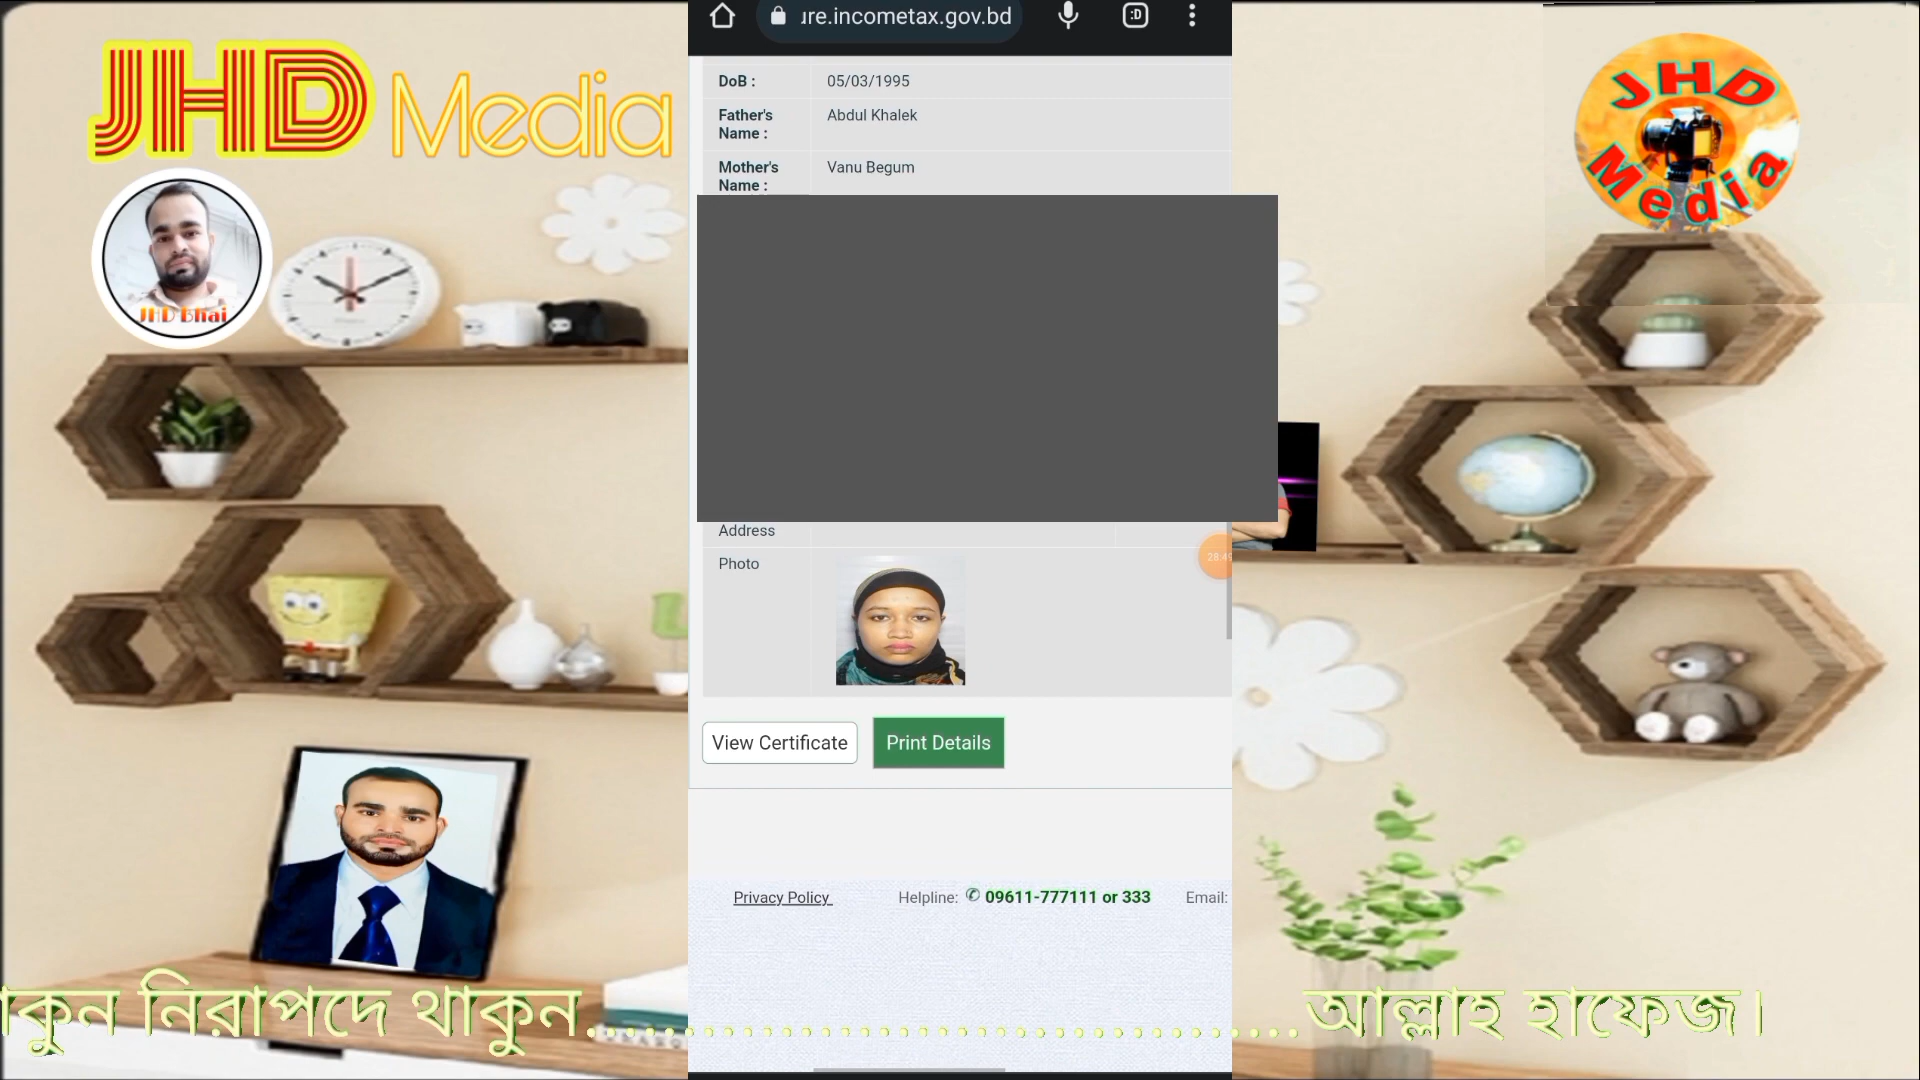 JHD Media
JHD Bhai
JHD
Media
ure.incometax.gov.bd
:D
DoB :
05/03/1995
Father's
Name :
Abdul Khalek
Mother's
Name :
Vanu Begum
Address
Photo
28:49
View Certificate
Print Details
Privacy Policy
Helpline: ✆ 09611-777111 or 333
Email:
থাকুন নিরাপদে থাকুন....................................আল্লাহ হাফেজ।